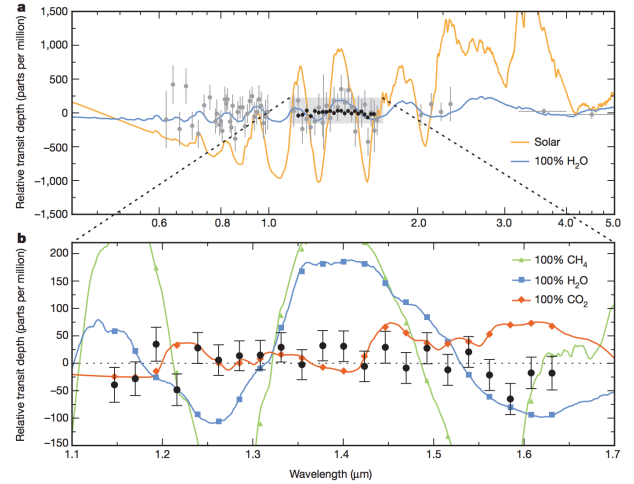 a
Relative transit depth (parts per million)
1,500
1,000
500
0
−500
−1,000
−1,500
Solar
100% H₂O
0.6 0.8 1.0 2.0 3.0 4.0 5.0
b
Relative transit depth (parts per million)
200
150
100
50
0
−50
−100
−150
100% CH₄
100% H₂O
100% CO₂
1.1 1.2 1.3 1.4 1.5 1.6 1.7
Wavelength (μm)